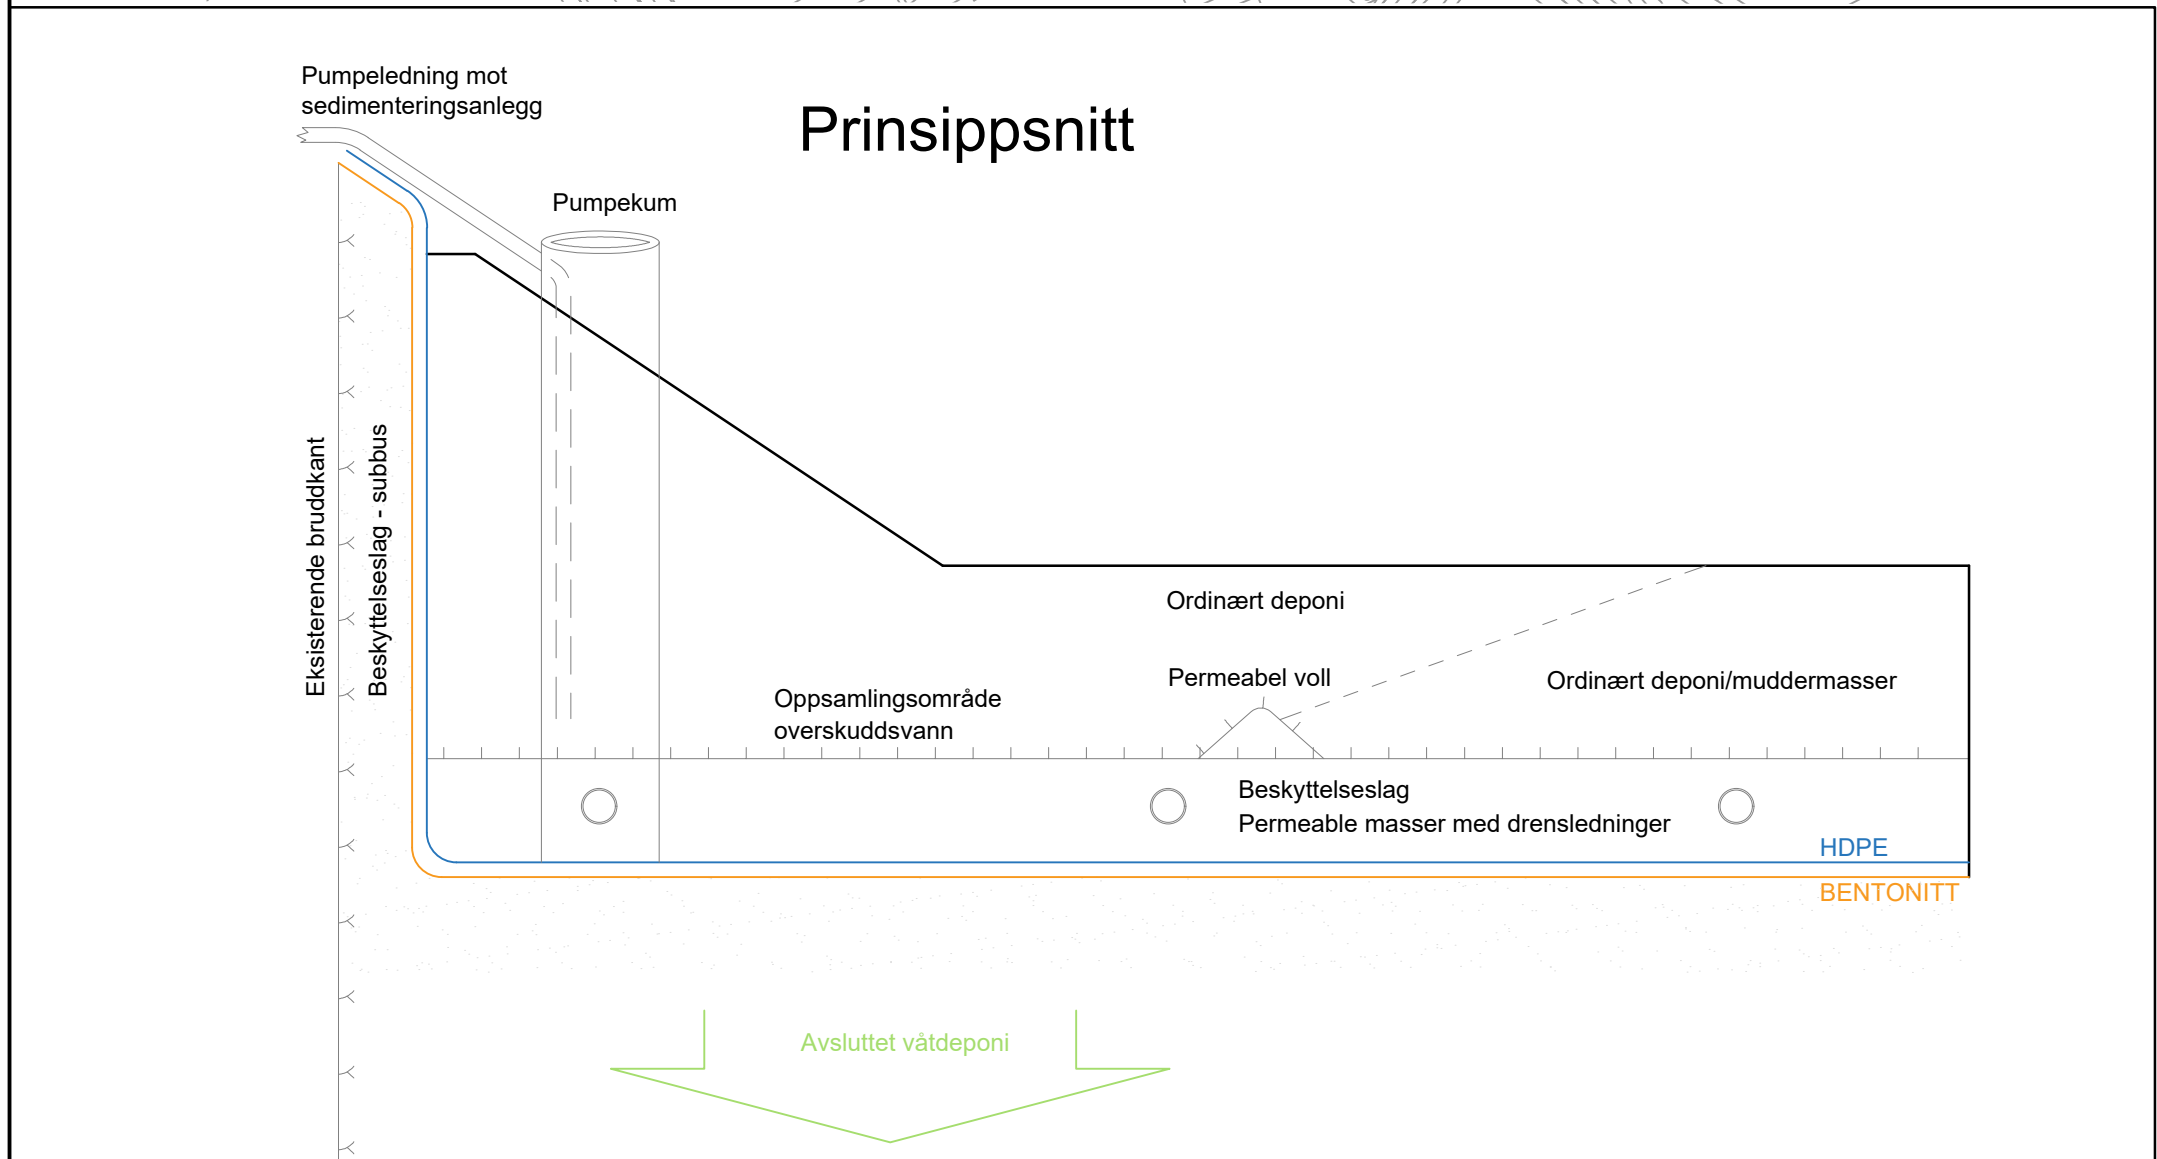 Pumpeledning mot
sedimenteringsanlegg
Prinsippsnitt
Pumpekum
Eksisterende bruddkant
Beskyttelseslag - subbus
Ordinært deponi
Permeabel voll
Ordinært deponi/muddermasser
Oppsamlingsområde
overskuddsvann
Beskyttelseslag
Permeable masser med drensledninger
HDPE
BENTONITT
Avsluttet våtdeponi